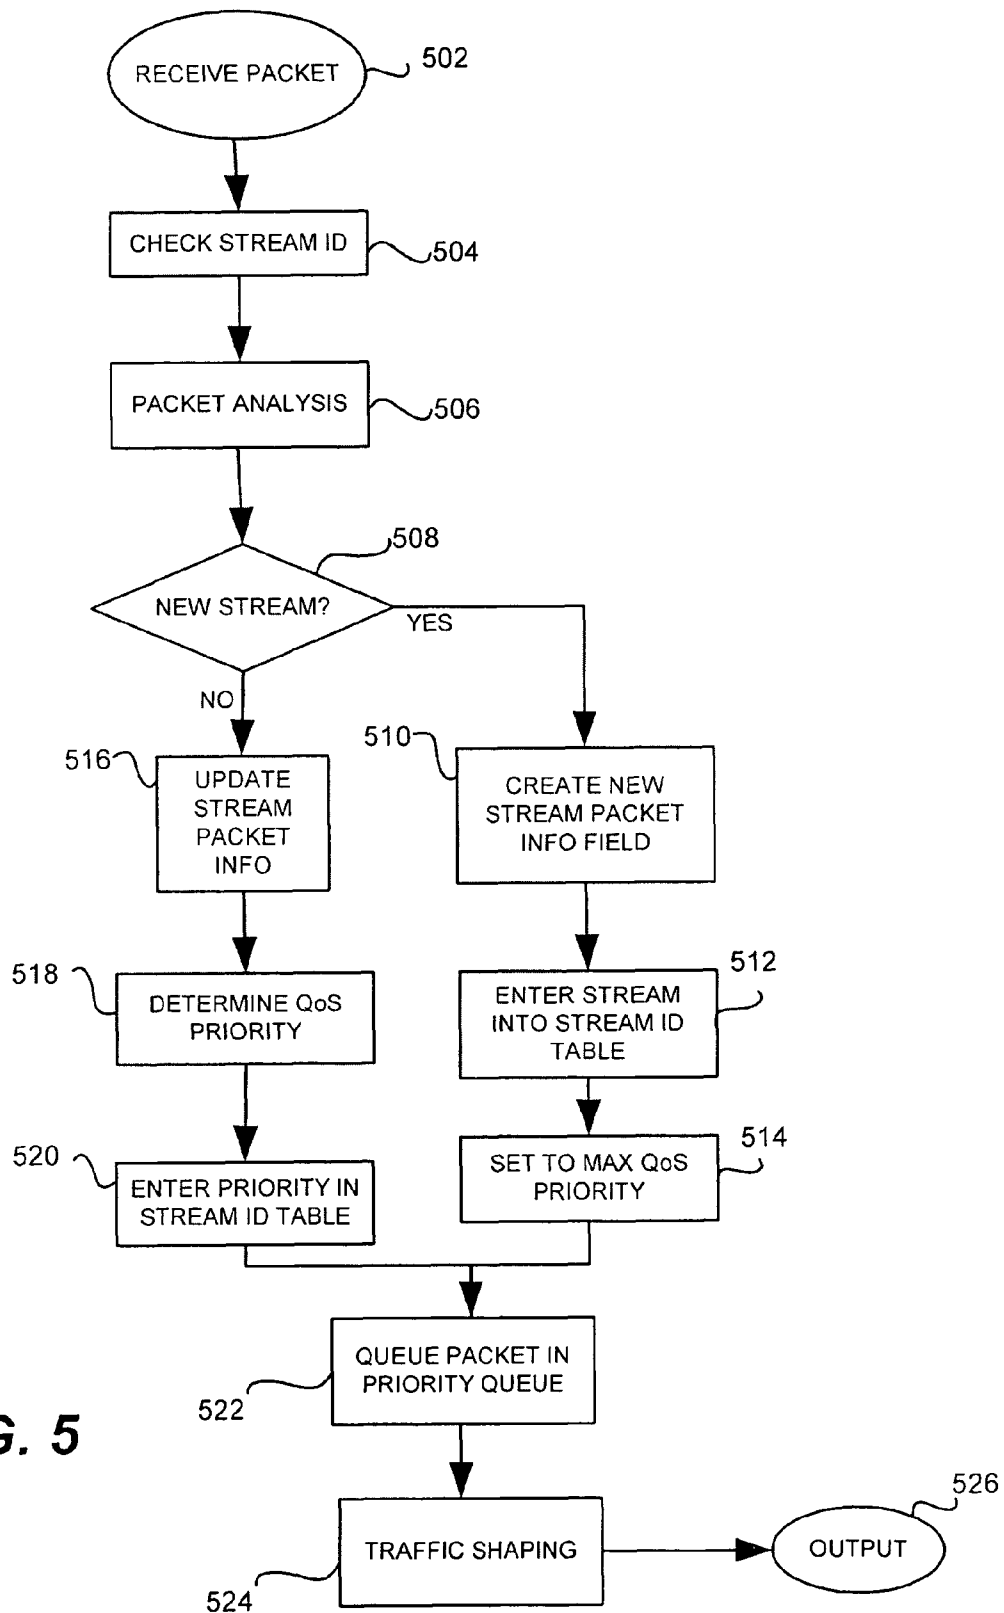 RECEIVE PACKET
502
CHECK STREAM ID
504
PACKET ANALYSIS
506
508
NEW STREAM?
YES
NO
516
UPDATE
STREAM
PACKET
INFO
510
CREATE NEW
STREAM PACKET
INFO FIELD
518
DETERMINE QoS
PRIORITY
512
ENTER STREAM
INTO STREAM ID
TABLE
520
ENTER PRIORITY IN
STREAM ID TABLE
514
SET TO MAX QoS
PRIORITY
QUEUE PACKET IN
PRIORITY QUEUE
522
G. 5
TRAFFIC SHAPING
524
OUTPUT
526